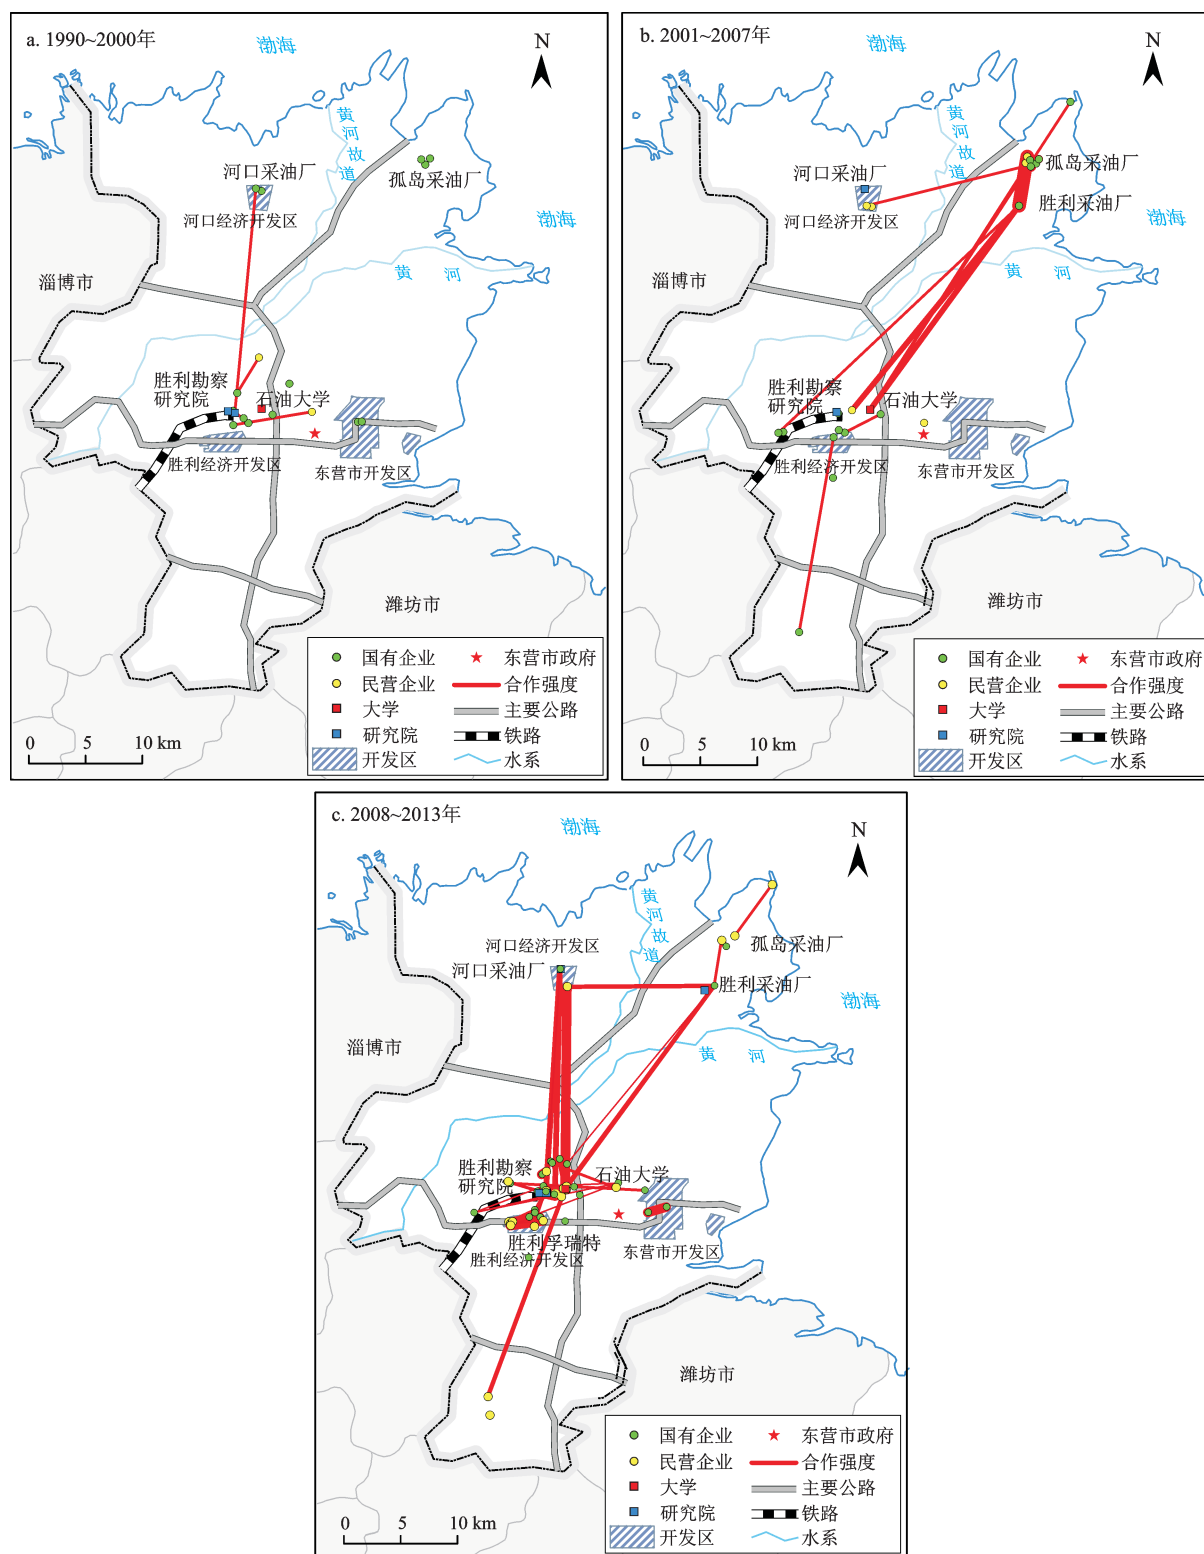 a. 1990~2000年
渤海
N
黄河故道
河口采油厂
孤岛采油厂
河口经济开发区
渤海
淄博市
黄 河
胜利勘察
研究院
石油大学
胜利经济开发区
东营市开发区
潍坊市
国有企业
东营市政府
民营企业
合作强度
大学
主要公路
研究院
铁路
开发区
水系
0 5 10 km
b. 2001~2007年
渤海
N
黄河故道
河口采油厂
孤岛采油厂
胜利采油厂
河口经济开发区
渤海
淄博市
黄 河
胜利勘察
研究院
石油大学
胜利经济开发区
东营市开发区
潍坊市
国有企业
东营市政府
民营企业
合作强度
大学
主要公路
研究院
铁路
开发区
水系
0 5 10 km
c. 2008~2013年
渤海
N
黄河故道
河口经济开发区
孤岛采油厂
河口采油厂
胜利采油厂
渤海
淄博市
黄 河
胜利勘察
研究院
石油大学
胜利孚瑞特
胜利经济开发区
东营市开发区
潍坊市
国有企业
东营市政府
民营企业
合作强度
大学
主要公路
研究院
铁路
开发区
水系
0 5 10 km